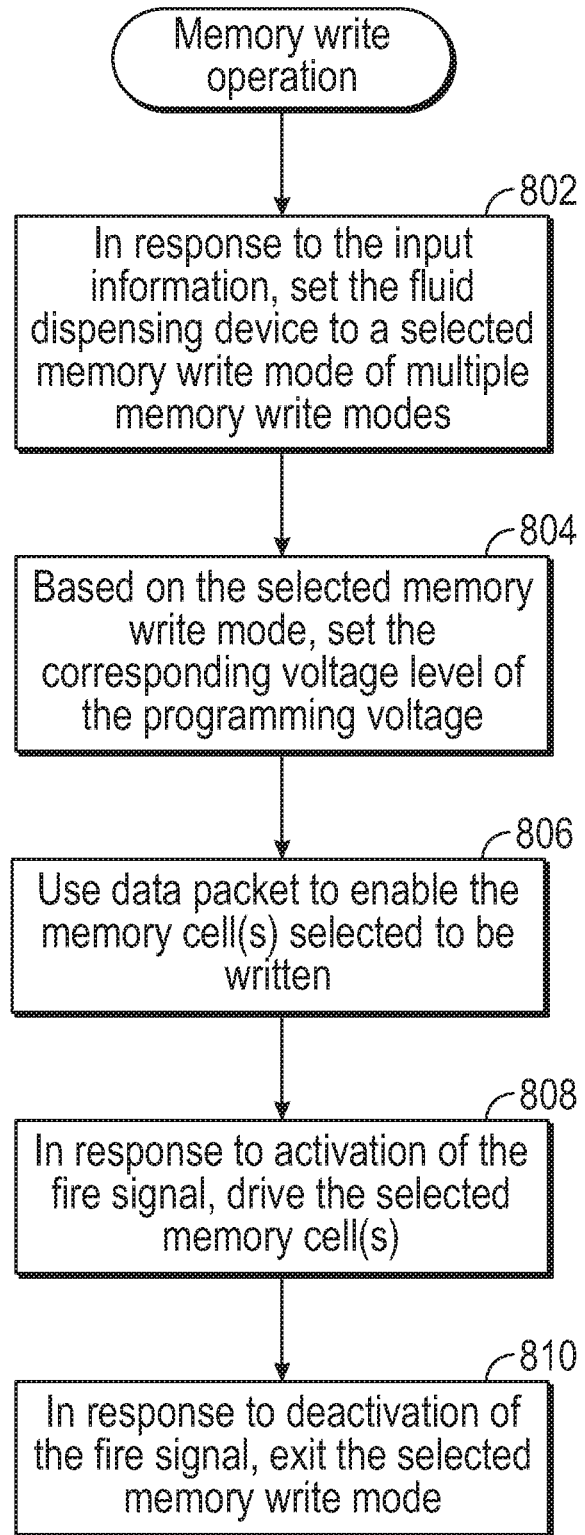 Memory write
operation
802
In response to the input
information, set the fluid
dispensing device to a selected
memory write mode of multiple
memory write modes
804
Based on the selected memory
write mode, set the
corresponding voltage level of
the programming voltage
806
Use data packet to enable the
memory cell(s) selected to be
written
808
In response to activation of the
fire signal, drive the selected
memory cell(s)
810
In response to deactivation of
the fire signal, exit the selected
memory write mode